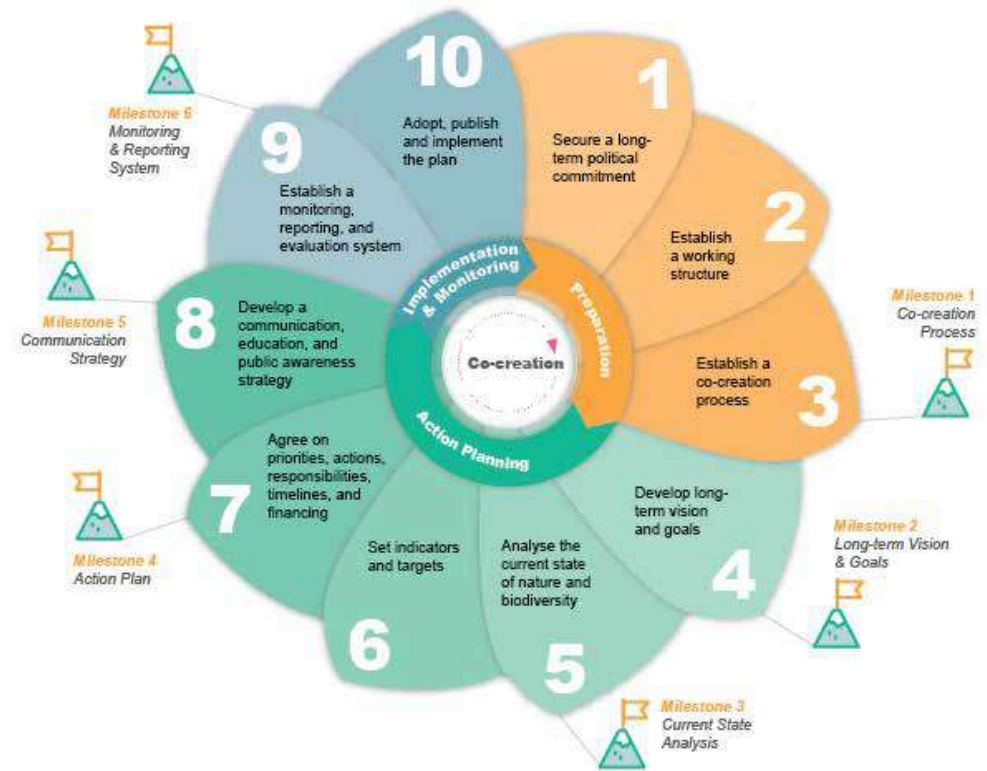 1
Secure a long-
term political
commitment
2
Establish
a working
structure
3
Establish a
co-creation
process
Milestone 1
Co-creation
Process
4
Develop long-
term vision
and goals
Milestone 2
Long-term Vision
& Goals
5
Analyse the
current state
of nature and
biodiversity
Milestone 3
Current State
Analysis
6
Set indicators
and targets
7
Agree on
priorities, actions,
responsibilities,
timelines, and
financing
Milestone 4
Action Plan
8
Develop a
communication,
education, and
public awareness
strategy
Milestone 5
Communication
Strategy
9
Establish a
monitoring,
reporting, and
evaluation system
Milestone 6
Monitoring
& Reporting
System
10
Adopt, publish
and implement
the plan
Preparation
Action Planning
Implementation
& Monitoring
Co-creation